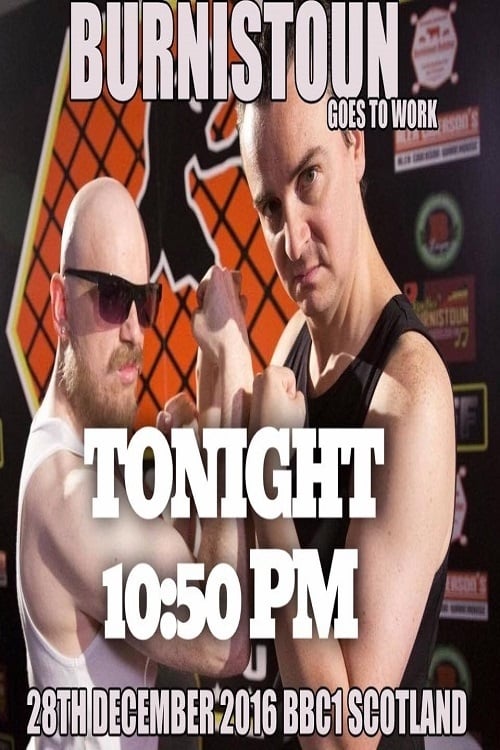 BURNISTOUN
GOES TO WORK
TONIGHT
10:50 PM
28TH DECEMBER 2016 BBC1 SCOTLAND